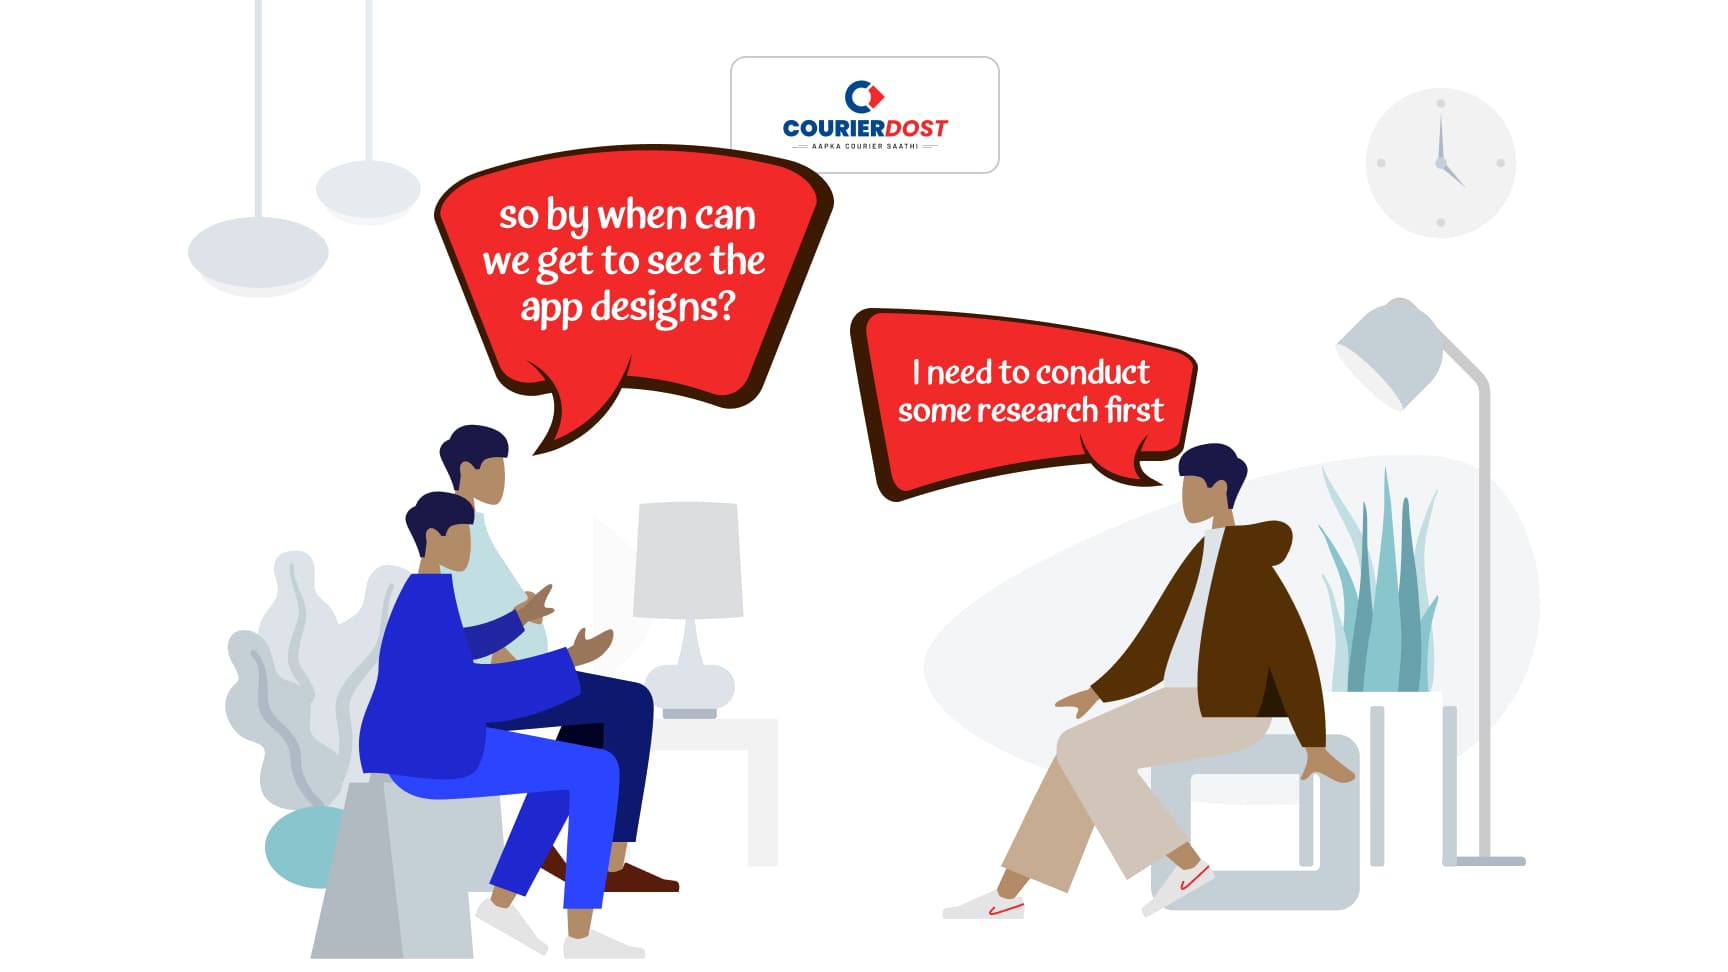 COURIERDOST
AAPKA COURIER SAATHI
so by when can
we get to see the
app designs?
I need to conduct
some research first